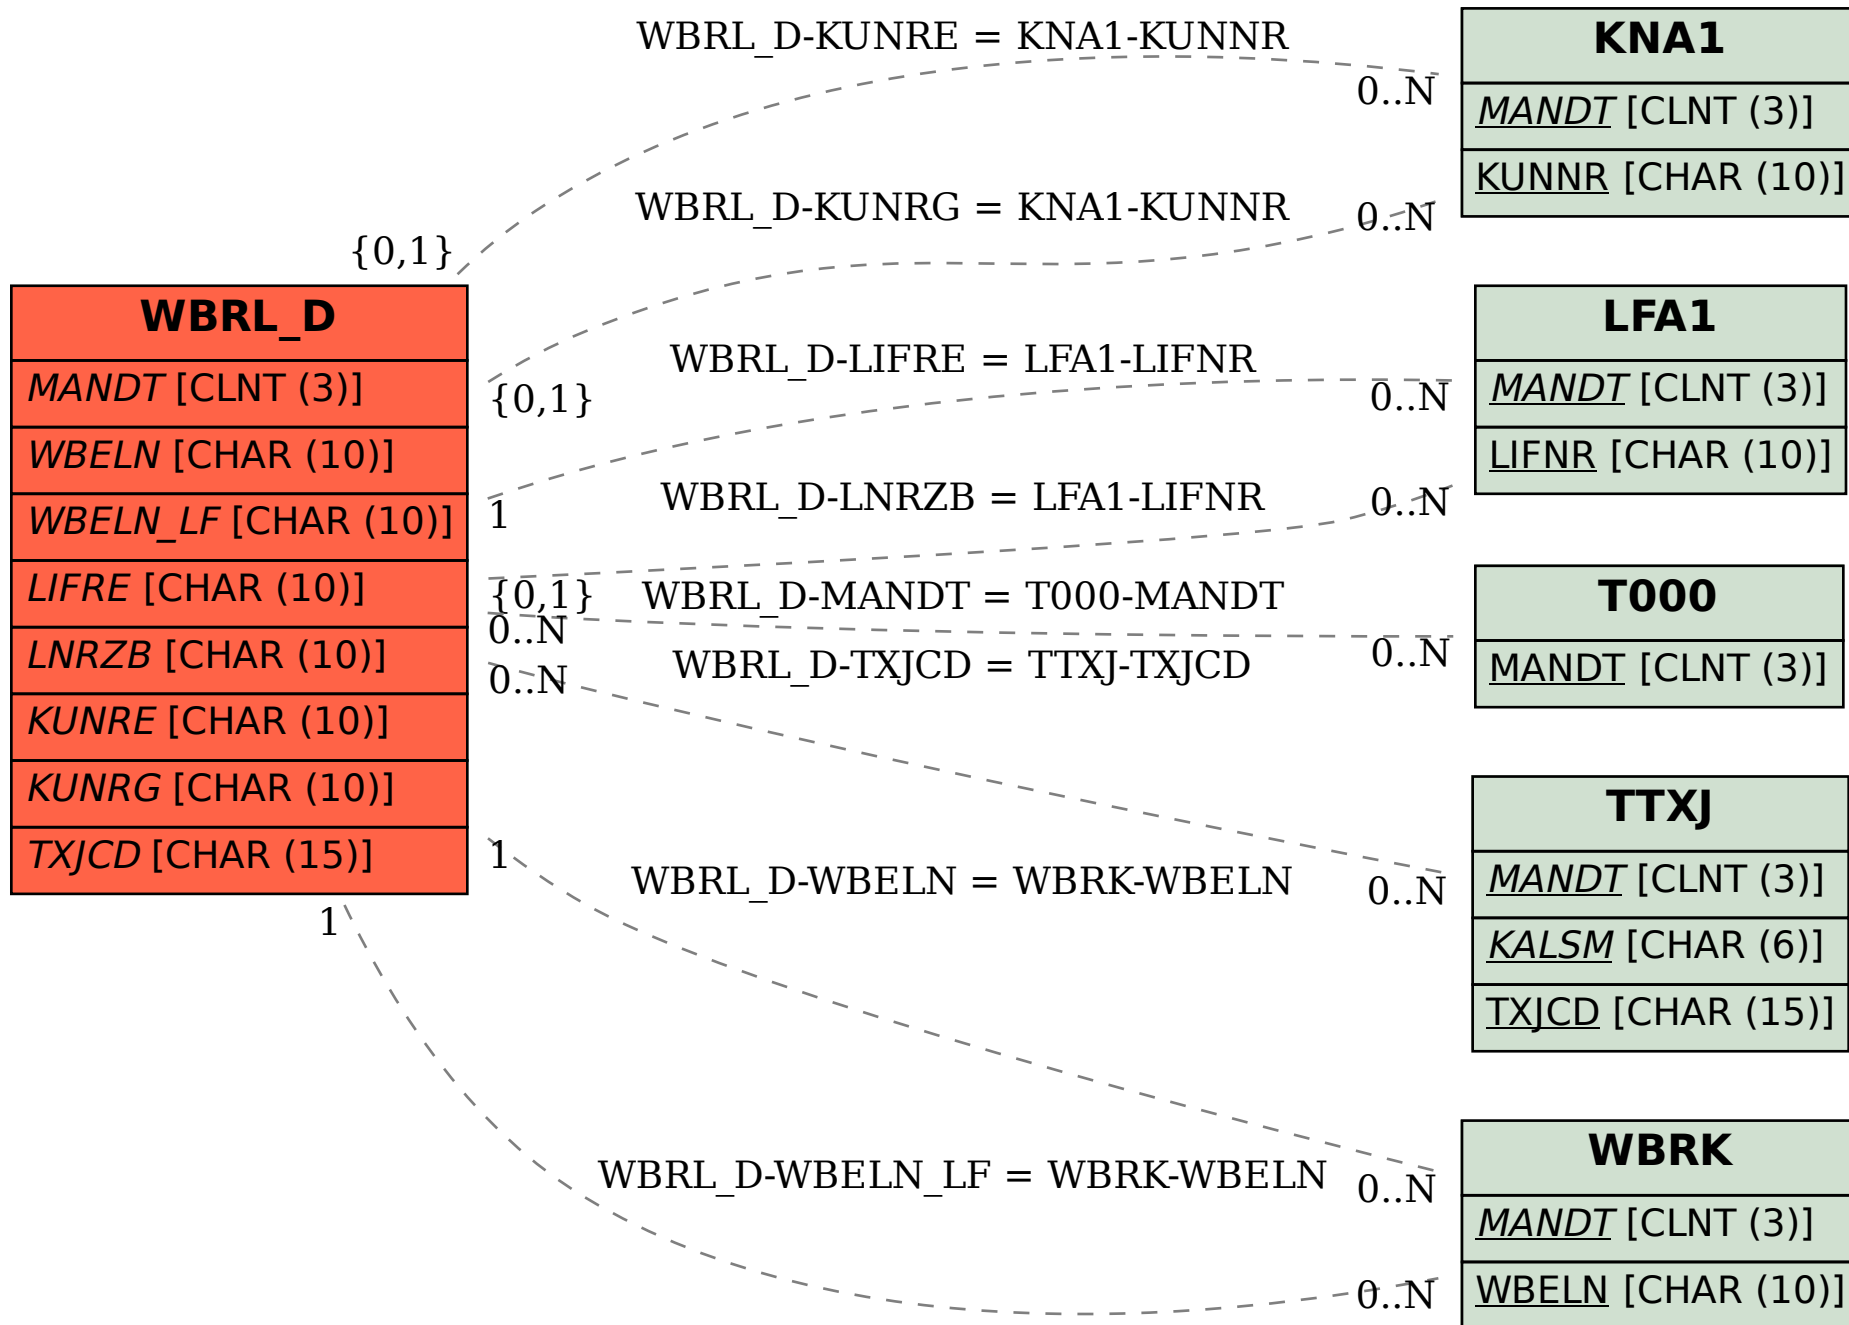 WBRL_D-KUNRE = KNA1-KUNNR
0..N
{0,1}
WBRL_D-KUNRG = KNA1-KUNNR
0..N
{0,1}
WBRL_D-LIFRE = LFA1-LIFNR
0..N
1
WBRL_D-LNRZB = LFA1-LIFNR
0..N
{0,1}
WBRL_D-MANDT = T000-MANDT
0..N
0..N
WBRL_D-TXJCD = TTXJ-TXJCD
0..N
0..N
WBRL_D-WBELN = WBRK-WBELN
1
0..N
WBRL_D-WBELN_LF = WBRK-WBELN
1
0..N
WBRL_D
MANDT [CLNT (3)]
WBELN [CHAR (10)]
WBELN_LF [CHAR (10)]
LIFRE [CHAR (10)]
LNRZB [CHAR (10)]
KUNRE [CHAR (10)]
KUNRG [CHAR (10)]
TXJCD [CHAR (15)]
KNA1
MANDT [CLNT (3)]
KUNNR [CHAR (10)]
LFA1
MANDT [CLNT (3)]
LIFNR [CHAR (10)]
T000
MANDT [CLNT (3)]
TTXJ
MANDT [CLNT (3)]
KALSM [CHAR (6)]
TXJCD [CHAR (15)]
WBRK
MANDT [CLNT (3)]
WBELN [CHAR (10)]